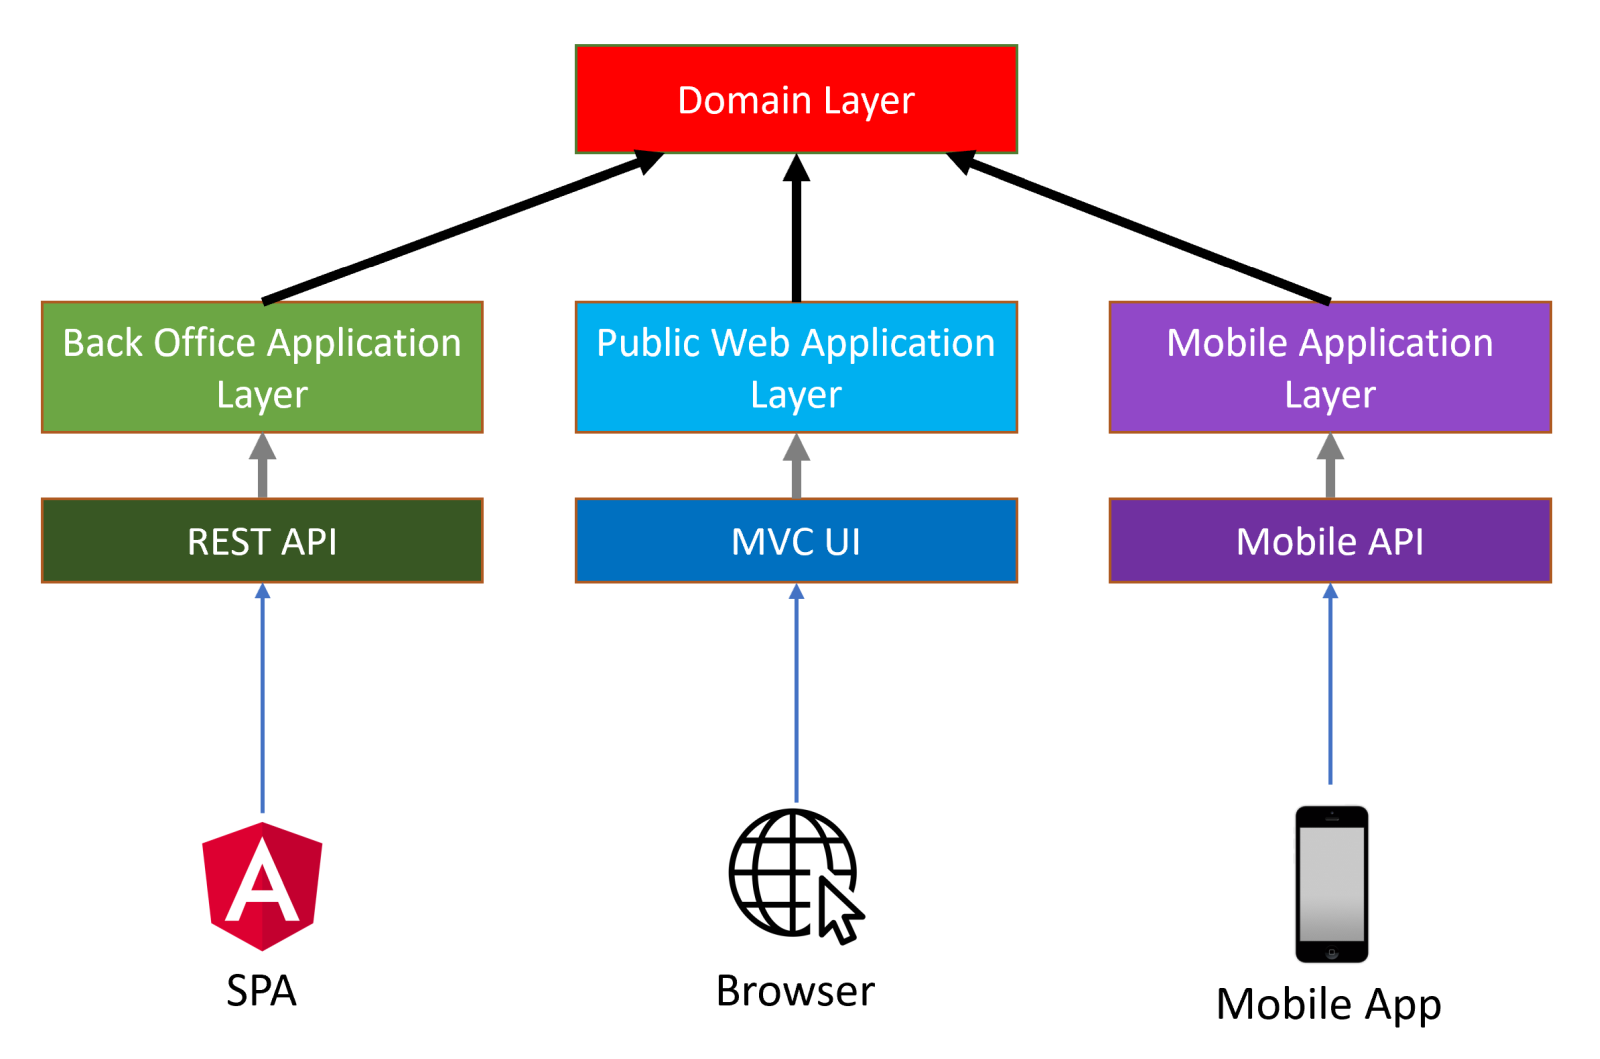 Domain Layer
Back Office Application
Layer
Public Web Application
Layer
Mobile Application
Layer
REST API
MVC UI
Mobile API
SPA
Browser
Mobile App